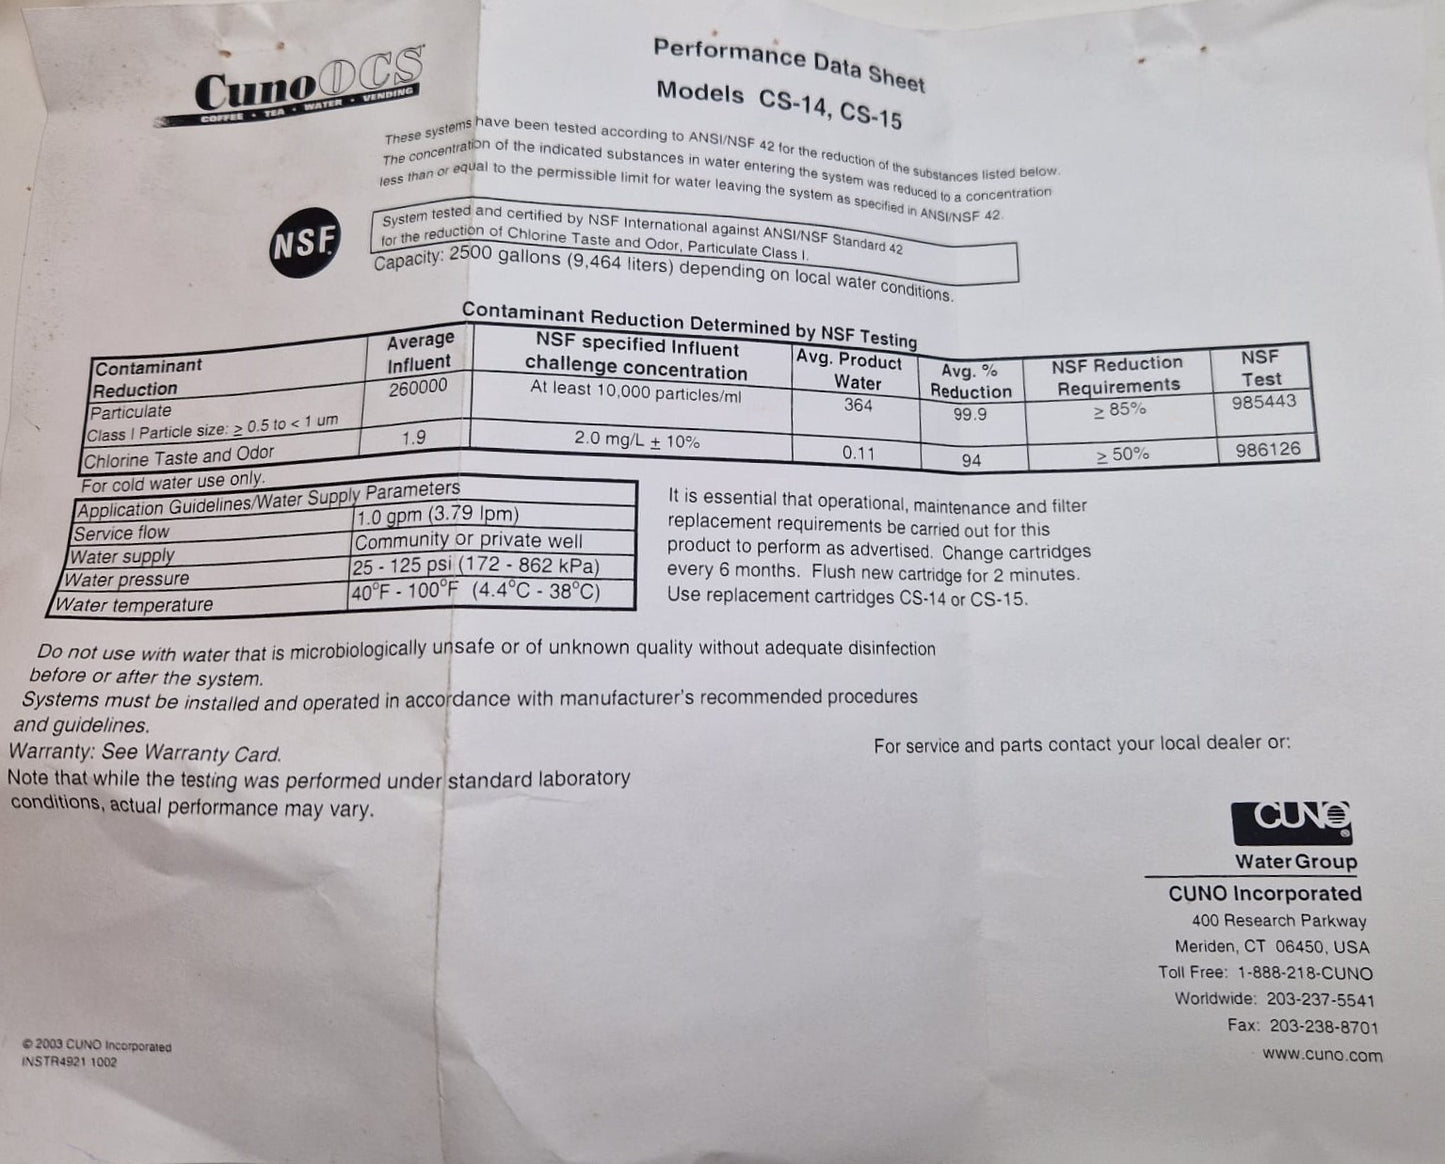 Cuno OCS
COFFEE • TEA • WATER • VENDING
Performance Data Sheet
Models CS-14, CS-15
These systems have been tested according to ANSI/NSF 42 for the reduction of the substances listed below.
The concentration of the indicated substances in water entering the system was reduced to a concentration
less than or equal to the permissible limit for water leaving the system as specified in ANSI/NSF 42.
NSF.
System tested and certified by NSF International against ANSI/NSF Standard 42
for the reduction of Chlorine Taste and Odor, Particulate Class I.
Capacity: 2500 gallons (9,464 liters) depending on local water conditions.
Contaminant Reduction Determined by NSF Testing
Contaminant Reduction Average Influent NSF specified Influent challenge concentration Avg. Product Water Avg. % Reduction NSF Reduction Requirements NSF Test
Particulate 260000 At least 10,000 particles/ml 364 99.9 ≥ 85% 985443
Class I Particle size: ≥ 0.5 to < 1 um
Chlorine Taste and Odor 1.9 2.0 mg/L ± 10% 0.11 94 ≥ 50% 986126
For cold water use only.
Application Guidelines/Water Supply Parameters
Service flow 1.0 gpm (3.79 lpm)
Water supply Community or private well
Water pressure 25 - 125 psi (172 - 862 kPa)
Water temperature 40°F - 100°F (4.4°C - 38°C)
It is essential that operational, maintenance and filter
replacement requirements be carried out for this
product to perform as advertised. Change cartridges
every 6 months. Flush new cartridge for 2 minutes.
Use replacement cartridges CS-14 or CS-15.
Do not use with water that is microbiologically unsafe or of unknown quality without adequate disinfection
before or after the system.
Systems must be installed and operated in accordance with manufacturer's recommended procedures
and guidelines.
Warranty: See Warranty Card.
Note that while the testing was performed under standard laboratory
conditions, actual performance may vary.
For service and parts contact your local dealer or:
CUNO®
Water Group
CUNO Incorporated
400 Research Parkway
Meriden, CT 06450, USA
Toll Free: 1-888-218-CUNO
Worldwide: 203-237-5541
Fax: 203-238-8701
www.cuno.com
© 2003 CUNO Incorporated
INSTR4921 1002